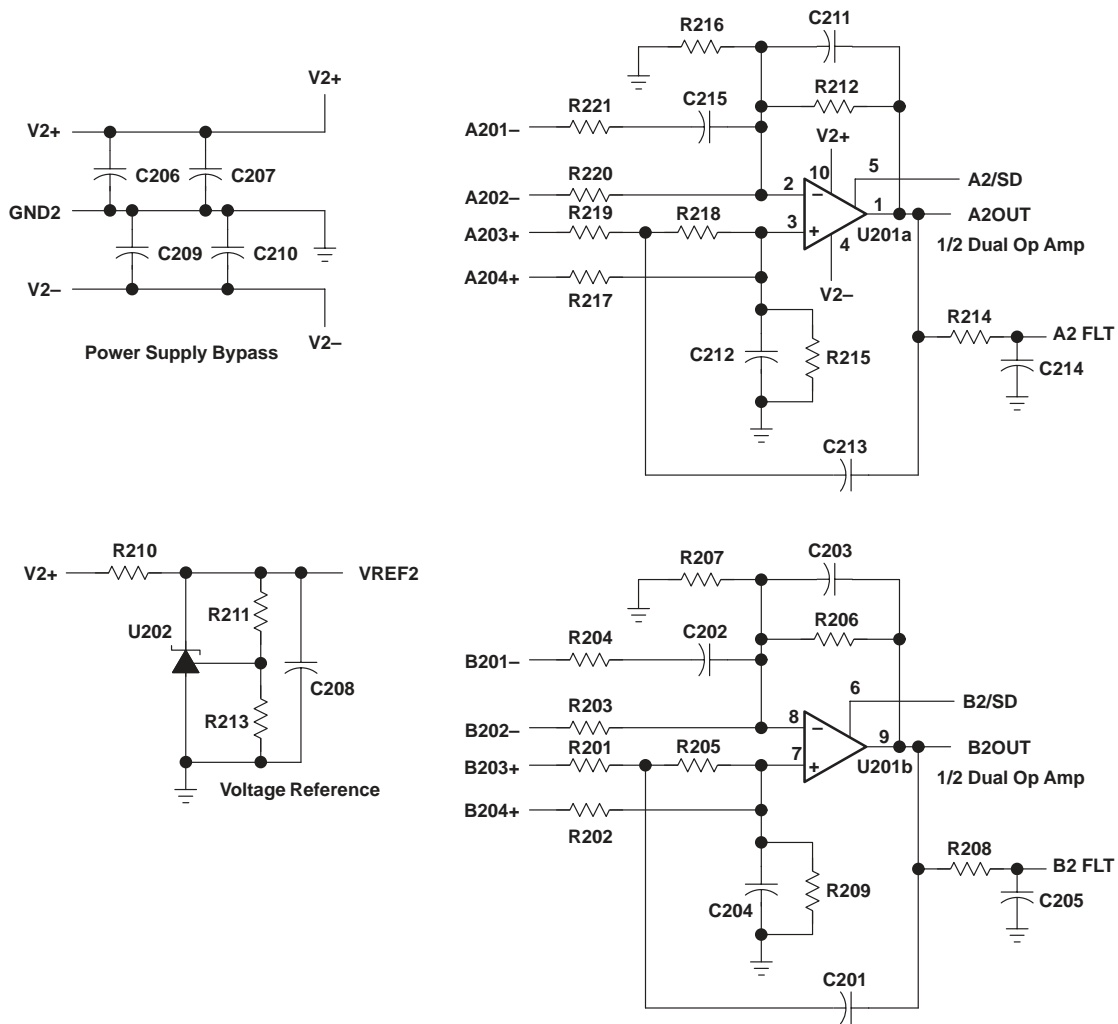 V2+
V2+
C206
C207
GND2
C209
C210
V2–
V2–
Power Supply Bypass
R216
C211
R212
R221
C215
A201–
V2+
R220
A202–
2
10
5
A2/SD
–
1
R219
R218
A203+
3
+
A2OUT
U201a
4
1/2 Dual Op Amp
A204+
R217
V2–
C212
R215
R214
A2 FLT
C214
C213
R210
V2+
VREF2
R211
U202
C208
R213
Voltage Reference
R207
C203
R206
R204
C202
B201–
R203
B202–
8
6
B2/SD
–
9
R201
R205
B203+
7
+
B2OUT
U201b
1/2 Dual Op Amp
B204+
R202
C204
R209
R208
B2 FLT
C205
C201